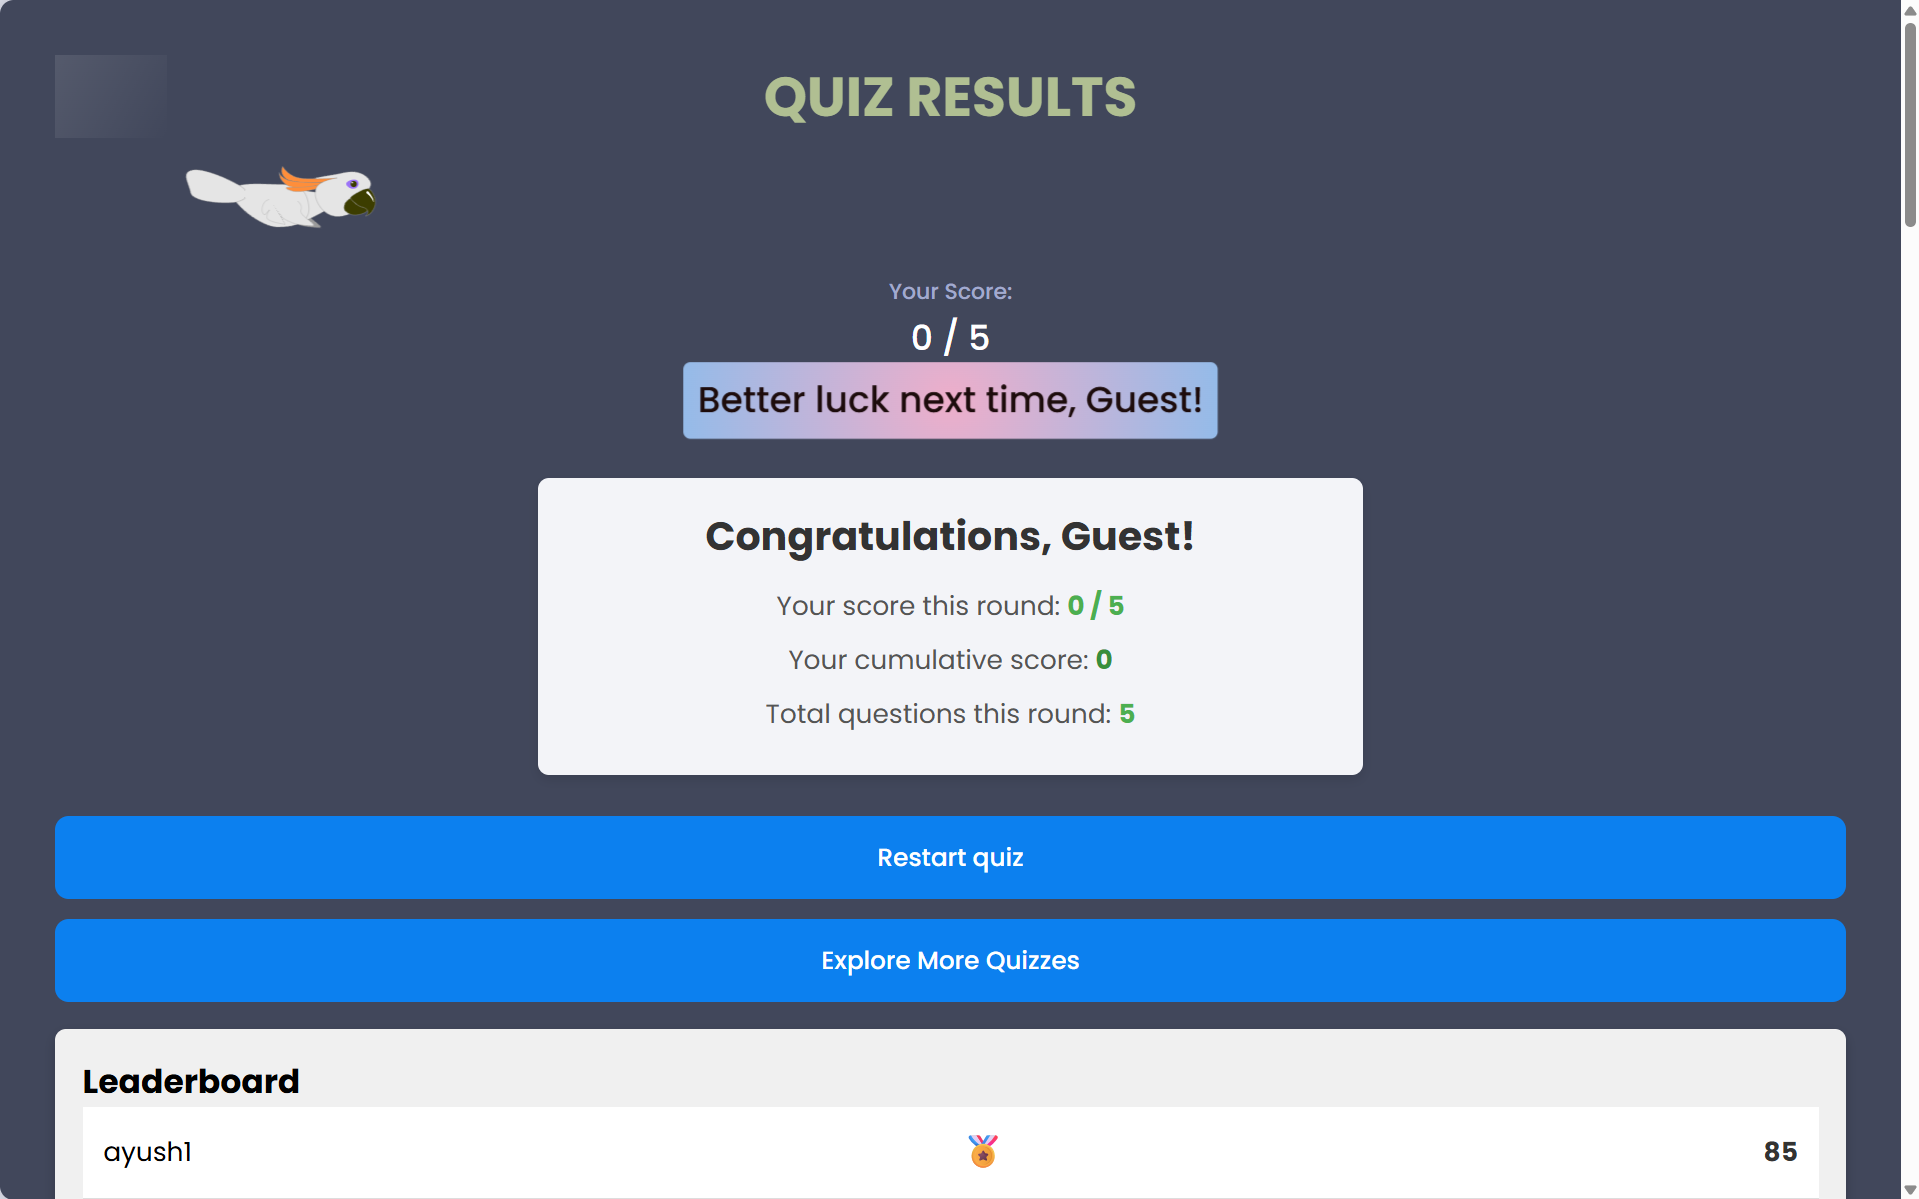 QUIZ RESULTS
Your Score:
0 / 5
Better luck next time, Guest!
Congratulations, Guest!
Your score this round: 0 / 5
Your cumulative score: 0
Total questions this round: 5
Restart quiz
Explore More Quizzes
Leaderboard
ayush1 85